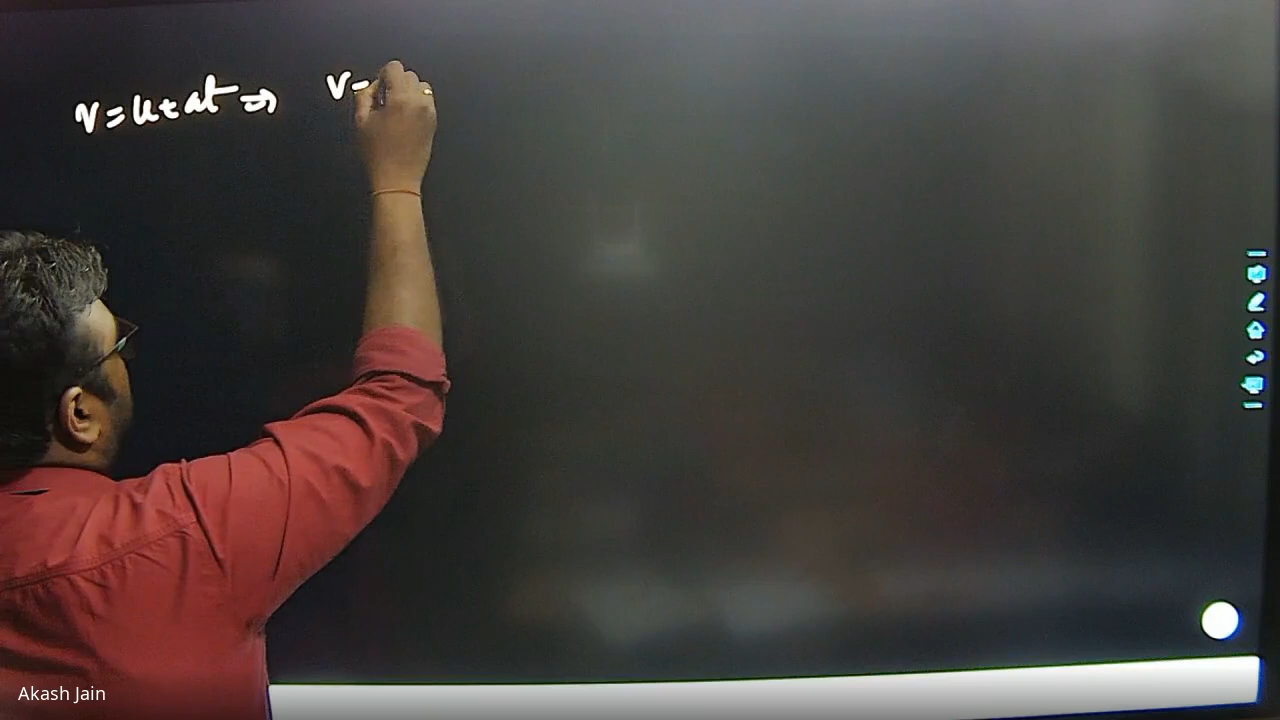 v = u + at ⇒ v -
Akash Jain